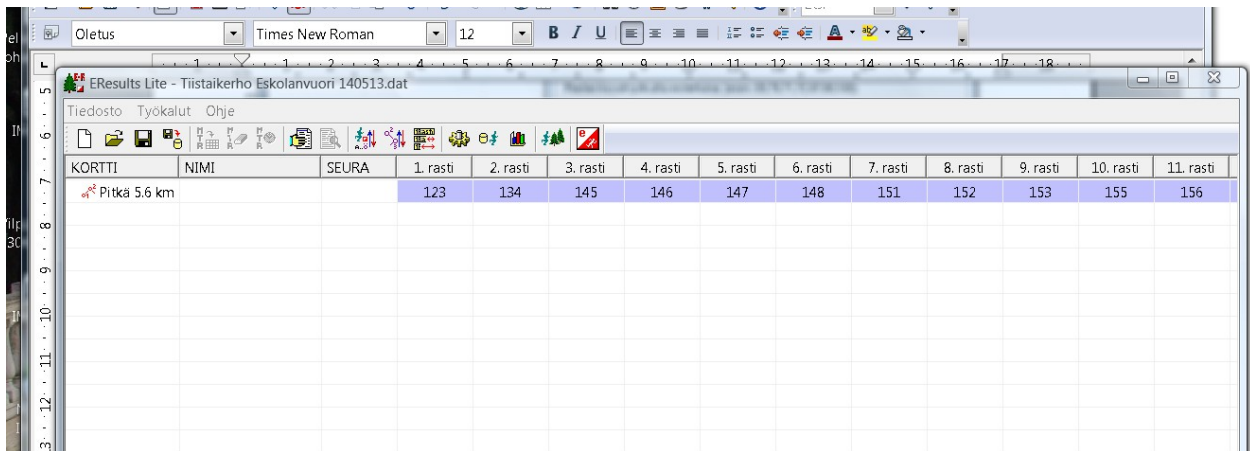 Oletus Times New Roman 12 B I U
EResults Lite - Tiistaikerho Eskolanvuori 140513.dat
Tiedosto Työkalut Ohje
KORTTI NIMI SEURA 1. rasti 2. rasti 3. rasti 4. rasti 5. rasti 6. rasti 7. rasti 8. rasti 9. rasti 10. rasti 11. rasti
Pitkä 5.6 km 123 134 145 146 147 148 151 152 153 155 156